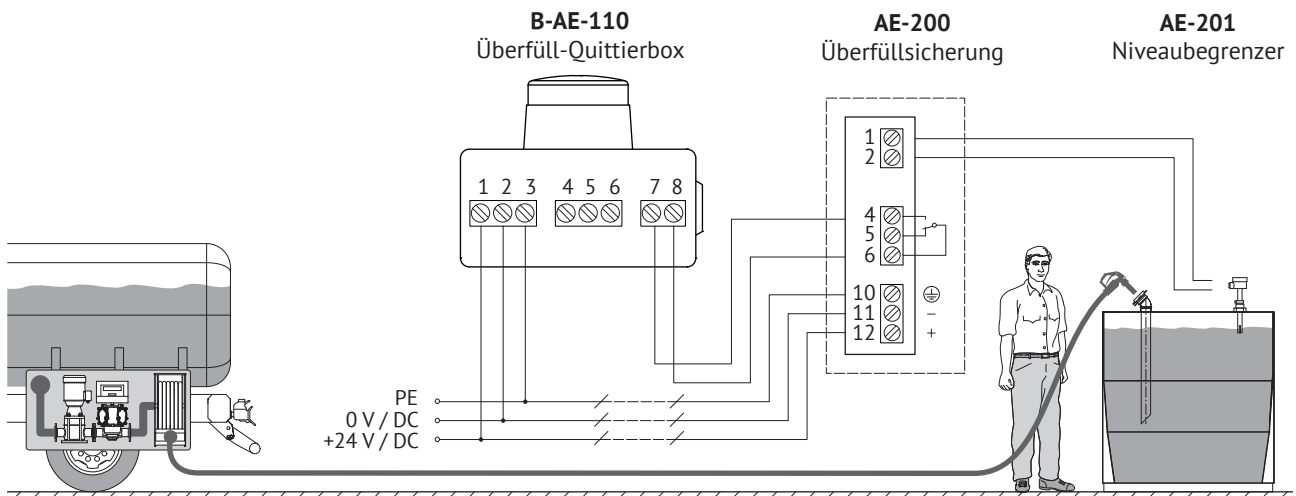 B-AE-110
Überfüll-Quittierbox
AE-200
Überfüllsicherung
AE-201
Niveaubegrenzer
1 2 3 4 5 6 7 8
1
2
4
5
6
10
11 –
12 +
PE
0 V / DC
+24 V / DC